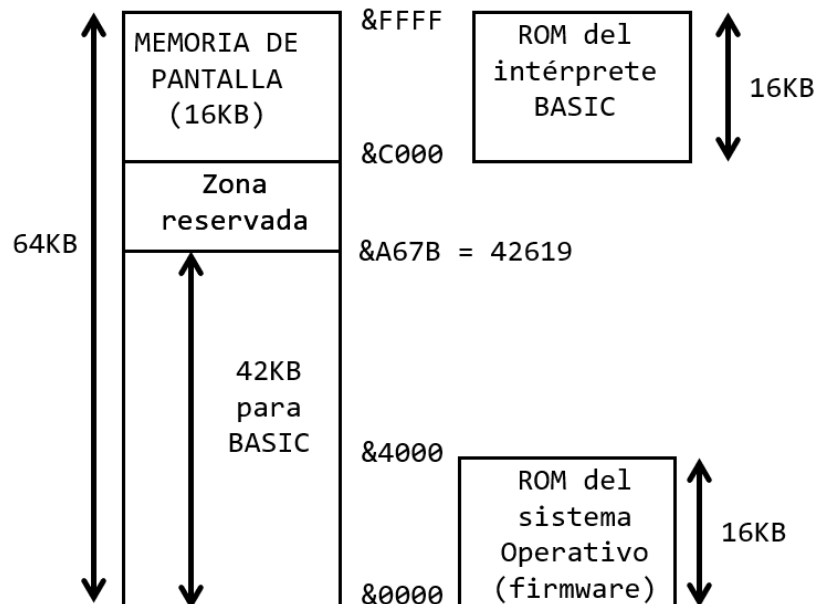 MEMORIA DE
PANTALLA
(16KB)
&FFFF
ROM del
intérprete
BASIC
16KB
&C000
Zona
reservada
64KB
&A67B = 42619
42KB
para
BASIC
&4000
ROM del
sistema
Operativo
(firmware)
16KB
&0000